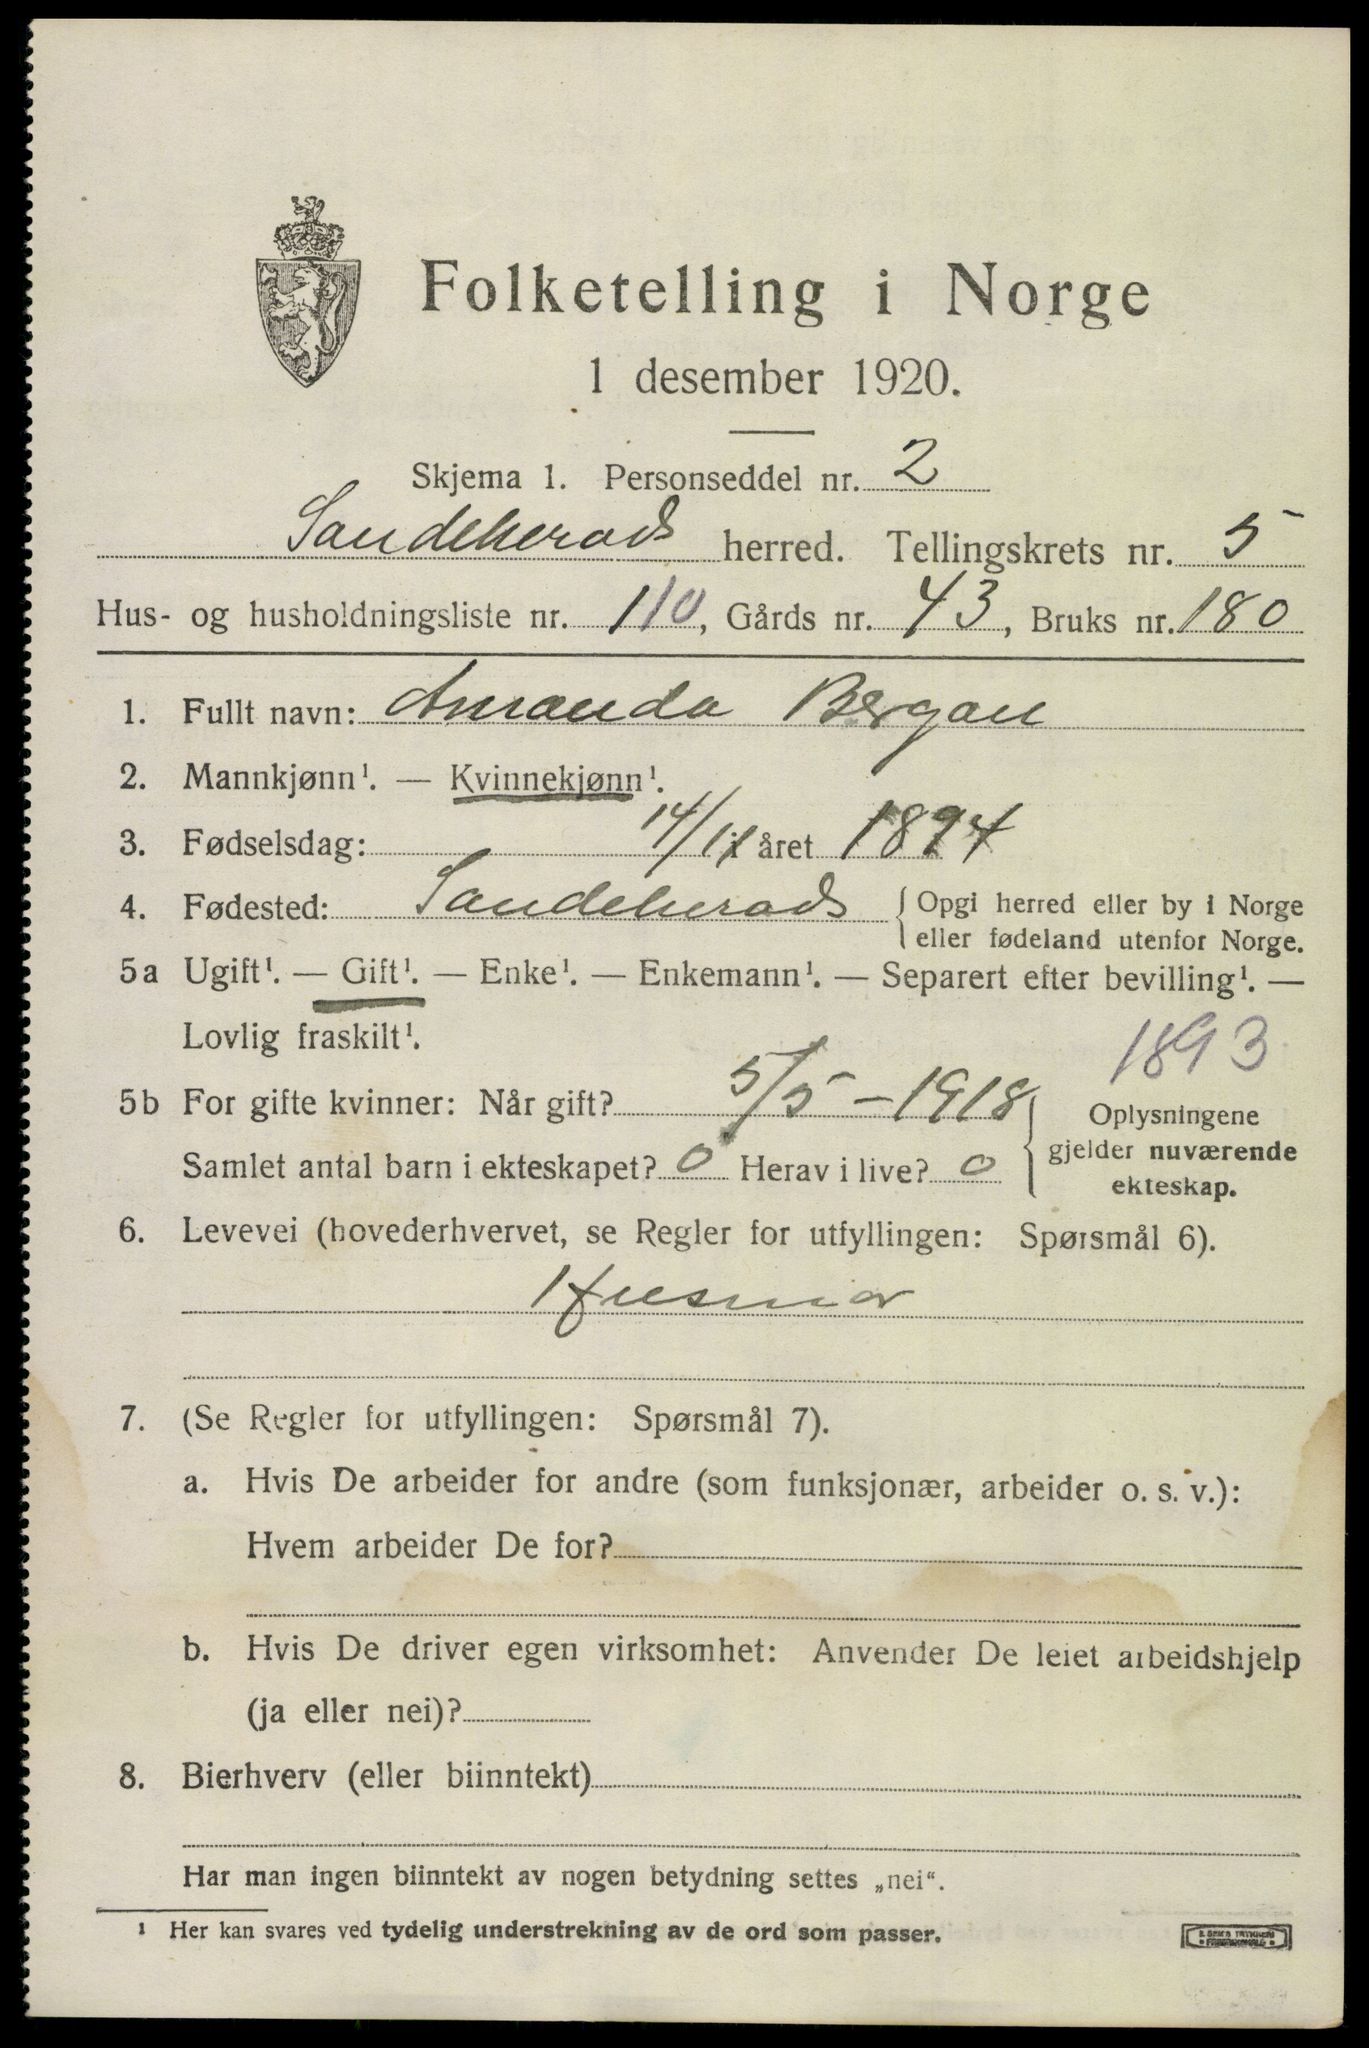 Folketelling i Norge
1 desember 1920.
Skjema 1. Personseddel nr. 2
Sandeherads herred. Tellingskrets nr. 5
Hus- og husholdningsliste nr. 110, Gårds nr. 43, Bruks nr. 180
1. Fullt navn: Amanda Bergan
2. Mannkjønn¹. — Kvinnekjønn¹.
3. Fødselsdag: 14/11 året 1894
4. Fødested: Sandeherads { Opgi herred eller by i Norge
eller fødeland utenfor Norge.
5a Ugift¹. — Gift¹. — Enke¹. — Enkemann¹. — Separert efter bevilling¹. —
Lovlig fraskilt¹.
1893
5b For gifte kvinner: Når gift? 5/5-1918
Samlet antal barn i ekteskapet? 0 Herav i live? 0
Oplysningene
gjelder nuværende
ekteskap.
6. Levevei (hovederhvervet, se Regler for utfyllingen: Spørsmål 6).
Husmor
7. (Se Regler for utfyllingen: Spørsmål 7).
a. Hvis De arbeider for andre (som funksjonær, arbeider o. s. v.):
Hvem arbeider De for?
b. Hvis De driver egen virksomhet: Anvender De leiet arbeidshjelp
(ja eller nei)?
8. Bierhverv (eller biinntekt)
Har man ingen biinntekt av nogen betydning settes „nei“.
¹ Her kan svares ved tydelig understrekning av de ord som passer.